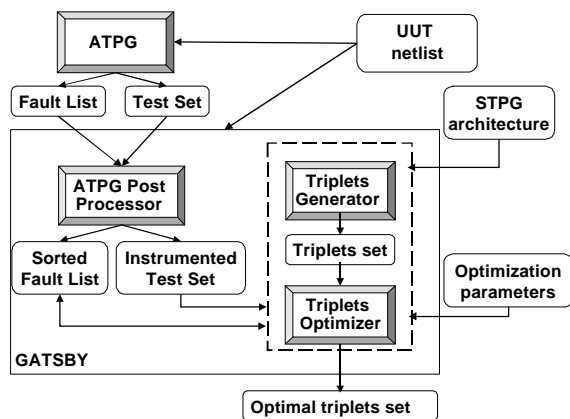 ATPG
UUT
netlist
Fault List
Test Set
STPG
architecture
ATPG Post
Processor
Triplets
Generator
Sorted
Fault List
Instrumented
Test Set
Triplets set
Optimization
parameters
Triplets
Optimizer
GATSBY
Optimal triplets set